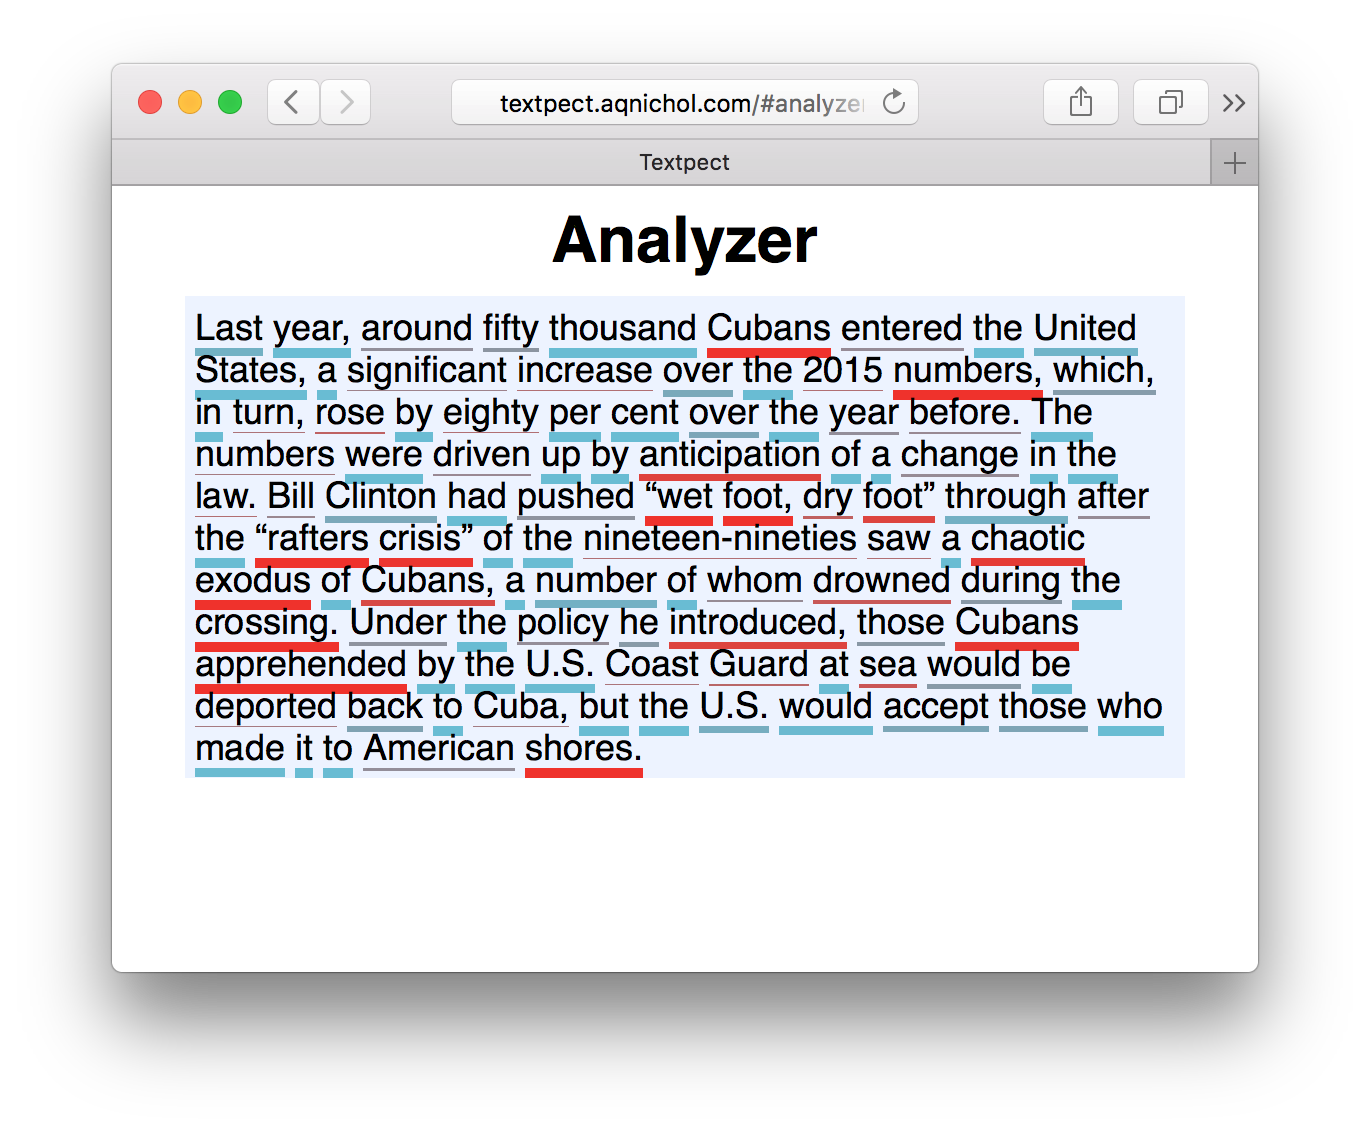 textpect.aqnichol.com/#analyze
Textpect
Analyzer
Last year, around fifty thousand Cubans entered the United
States, a significant increase over the 2015 numbers, which,
in turn, rose by eighty per cent over the year before. The
numbers were driven up by anticipation of a change in the
law. Bill Clinton had pushed “wet foot, dry foot” through after
the “rafters crisis” of the nineteen-nineties saw a chaotic
exodus of Cubans, a number of whom drowned during the
crossing. Under the policy he introduced, those Cubans
apprehended by the U.S. Coast Guard at sea would be
deported back to Cuba, but the U.S. would accept those who
made it to American shores.